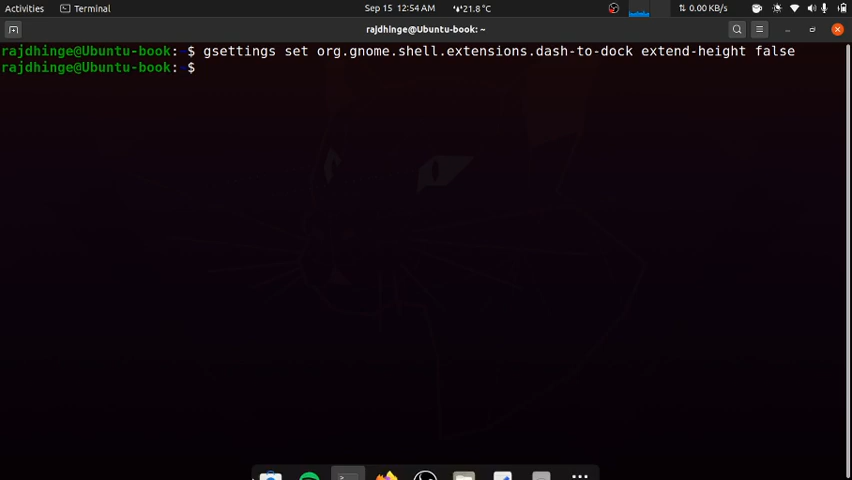 Activities Terminal Sep 15 12:54 AM 21.8 °C 0.00 KB/s
rajdhinge@Ubuntu-book: ~
rajdhinge@Ubuntu-book:~$ gsettings set org.gnome.shell.extensions.dash-to-dock extend-height false
rajdhinge@Ubuntu-book:~$